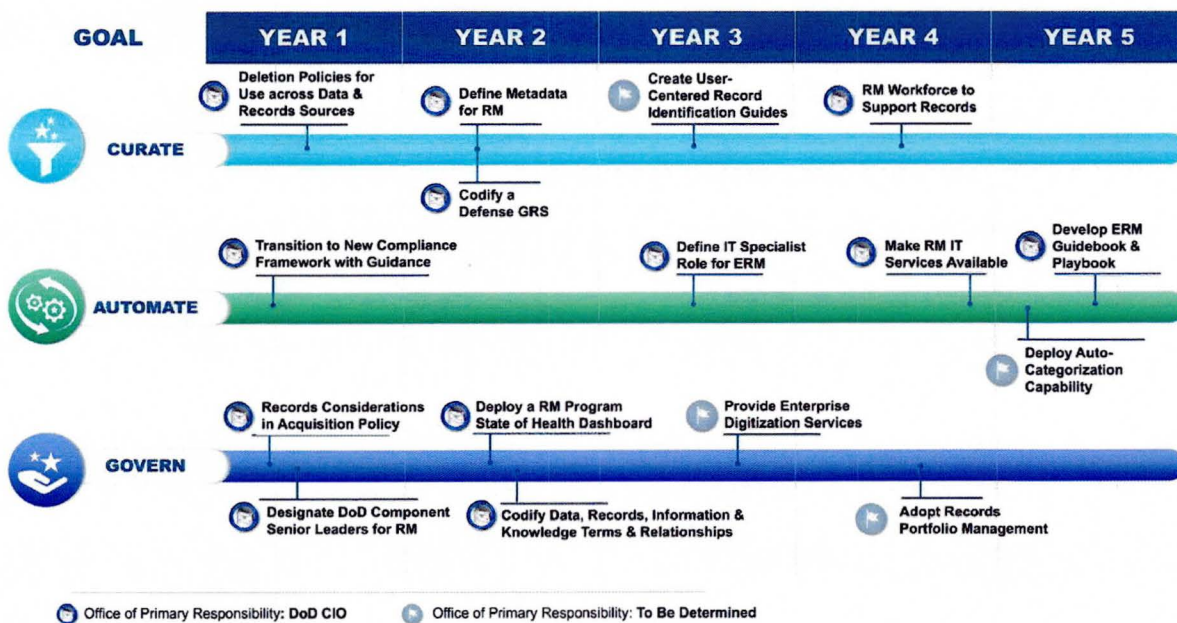 GOAL
YEAR 1
YEAR 2
YEAR 3
YEAR 4
YEAR 5
CURATE
Deletion Policies for
Use across Data &
Records Sources
Define Metadata
for RM
Codify a
Defense GRS
Create User-
Centered Record
Identification Guides
RM Workforce to
Support Records
AUTOMATE
Transition to New Compliance
Framework with Guidance
Define IT Specialist
Role for ERM
Make RM IT
Services Available
Develop ERM
Guidebook &
Playbook
Deploy Auto-
Categorization
Capability
GOVERN
Records Considerations
in Acquisition Policy
Designate DoD Component
Senior Leaders for RM
Deploy a RM Program
State of Health Dashboard
Codify Data, Records, Information &
Knowledge Terms & Relationships
Provide Enterprise
Digitization Services
Adopt Records
Portfolio Management
Office of Primary Responsibility: DoD CIO
Office of Primary Responsibility: To Be Determined